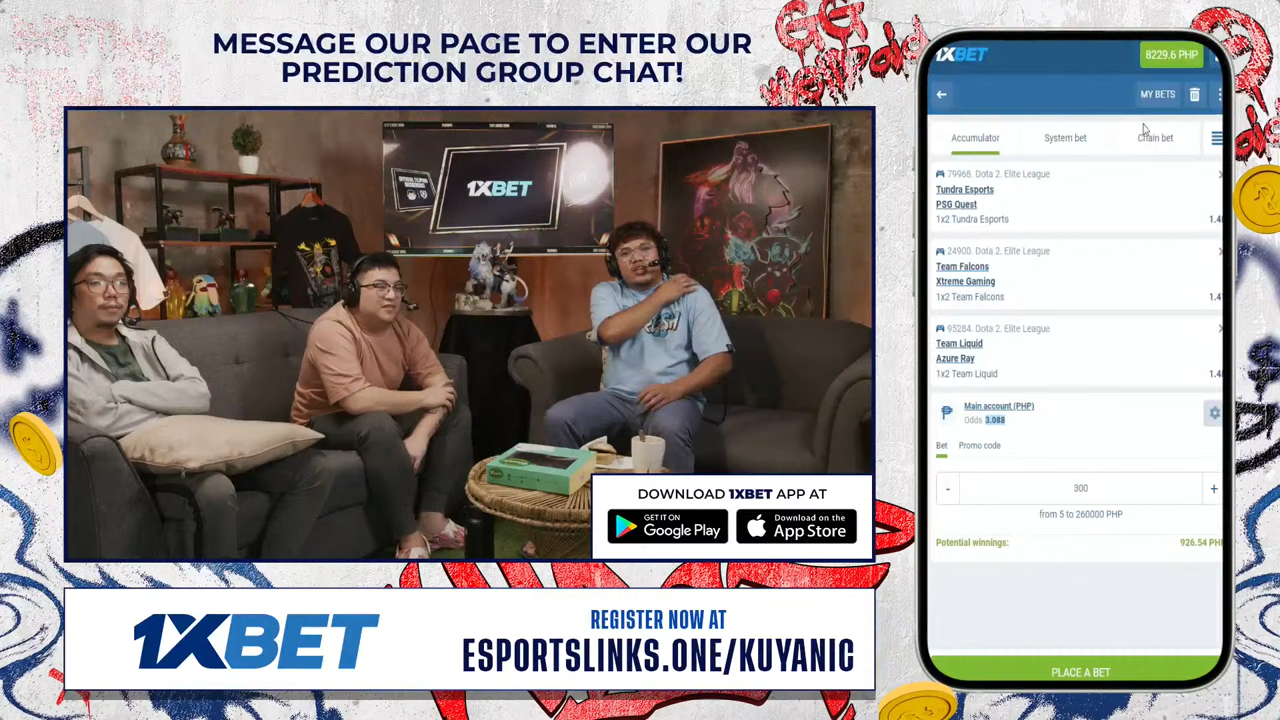 MESSAGE OUR PAGE TO ENTER OUR
PREDICTION GROUP CHAT!
1XBET
DOWNLOAD 1XBET APP AT
GET IT ON
Google Play
Download on the
App Store
1XBET
REGISTER NOW AT
ESPORTSLINKS.ONE/KUYANIC
1XBET
8229.6 PHP
MY BETS
Accumulator System bet Chain bet
79968. Dota 2. Elite League
Tundra Esports
PSG Quest
1x2 Tundra Esports
24900. Dota 2. Elite League
Team Falcons
Xtreme Gaming
1x2 Team Falcons
95284. Dota 2. Elite League
Team Liquid
Azure Ray
1x2 Team Liquid
Main account (PHP)
Odds 3.088
Bet Promo code
- 300 +
from 5 to 260000 PHP
Potential winnings: 926.54 PH
PLACE A BET